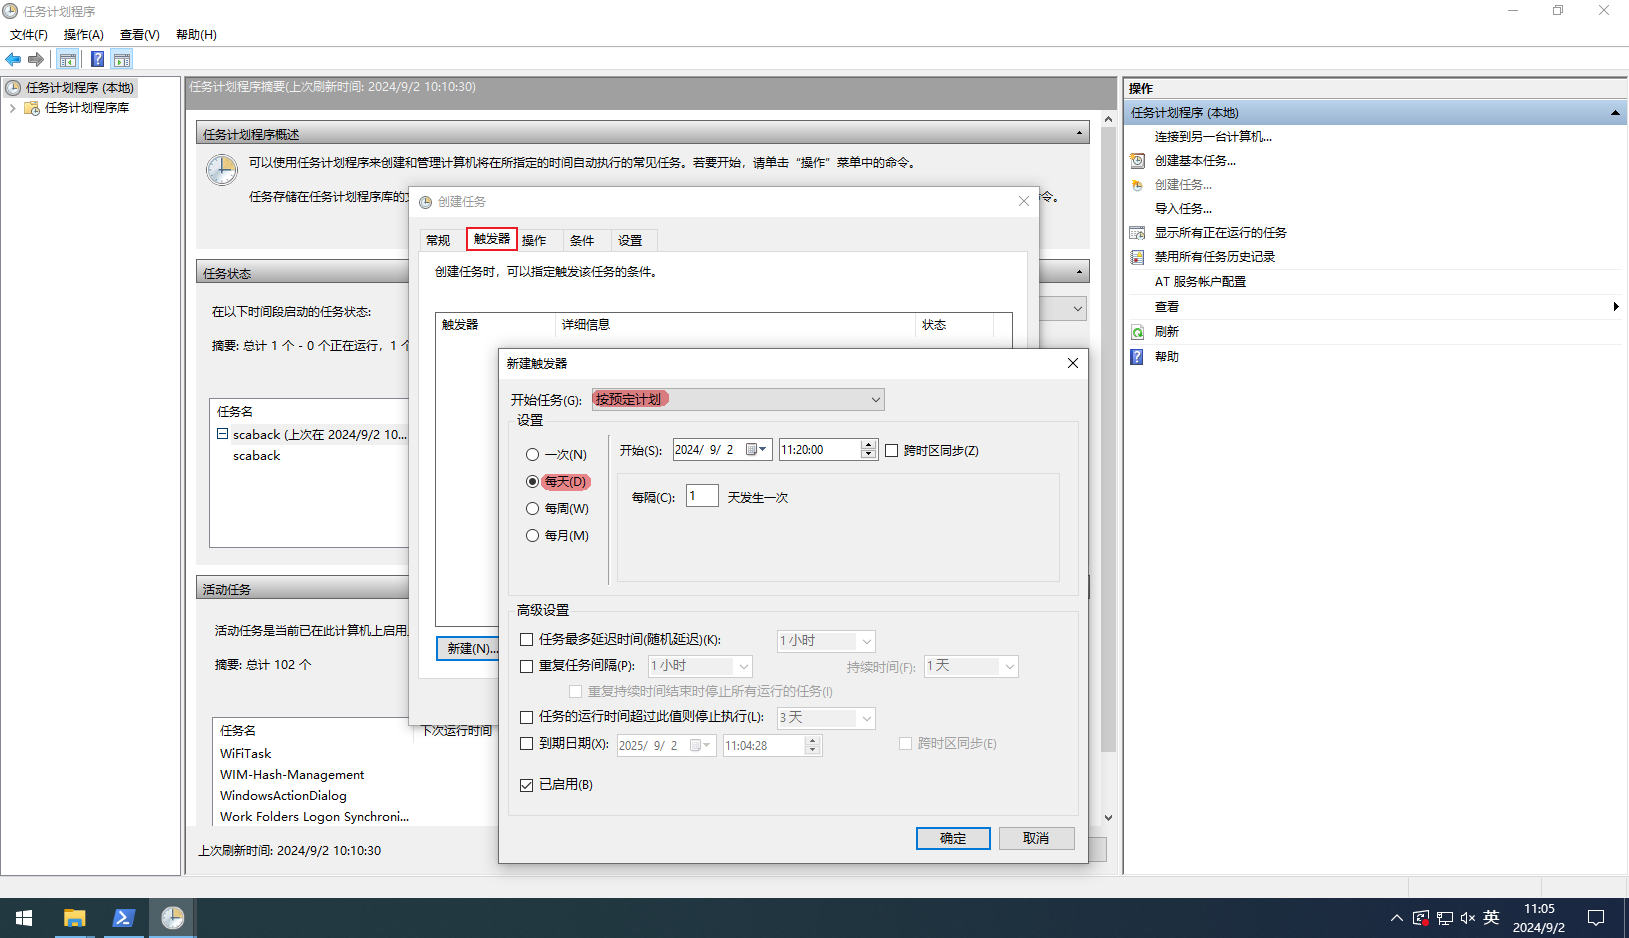 任务计划程序
文件(F) 操作(A) 查看(V) 帮助(H)
任务计划程序 (本地)
任务计划程序库
任务计划程序摘要(上次刷新时间: 2024/9/2 10:10:30)
任务计划程序概述
可以使用任务计划程序来创建和管理计算机将在所指定的时间自动执行的常见任务。若要开始，请单击“操作”菜单中的命令。
任务存储在任务计划程序库的 令。
任务状态
在以下时间段启动的任务状态:
摘要: 总计 1 个 - 0 个正在运行，1 个
任务名
scaback (上次在 2024/9/2 10...
scaback
活动任务
活动任务是当前已在此计算机上启用
摘要: 总计 102 个
任务名 下次运行时间
WiFiTask
WIM-Hash-Management
WindowsActionDialog
Work Folders Logon Synchroni...
上次刷新时间: 2024/9/2 10:10:30
创建任务
常规 触发器 操作 条件 设置
创建任务时，可以指定触发该任务的条件。
触发器 详细信息 状态
新建(N)...
新建触发器
开始任务(G): 按预定计划
设置
一次(N)
每天(D)
每周(W)
每月(M)
开始(S): 2024/ 9/ 2 11:20:00 跨时区同步(Z)
每隔(C): 1 天发生一次
高级设置
任务最多延迟时间(随机延迟)(K): 1 小时
重复任务间隔(P): 1 小时 持续时间(F): 1 天
重复持续时间结束时停止所有运行的任务(I)
任务的运行时间超过此值则停止执行(L): 3 天
到期日期(X): 2025/ 9/ 2 11:04:28 跨时区同步(E)
已启用(B)
确定 取消
操作
任务计划程序 (本地)
连接到另一台计算机...
创建基本任务...
创建任务...
导入任务...
显示所有正在运行的任务
禁用所有任务历史记录
AT 服务帐户配置
查看
刷新
帮助
英
11:05
2024/9/2